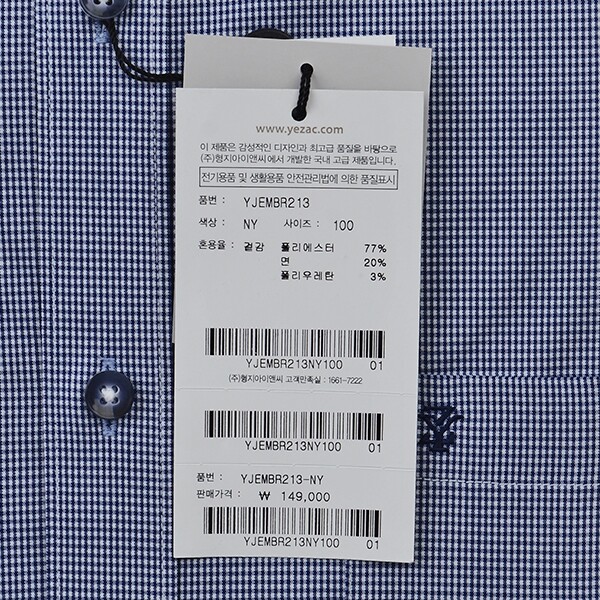 www.yezac.com
이 제품은 감성적인 디자인과 최고급 품질을 바탕으로
(주)형지아이앤씨에서 개발한 국내 고급 제품입니다.
전기용품 및 생활용품 안전관리법에 의한 품질표시
품번 : YJEMBR213
색상 : NY 사이즈 : 100
혼용율 : 겉감 폴리에스터 77%
면 20%
폴리우레탄 3%
YJEMBR213NY100 01
(주)형지아이앤씨 고객만족실 : 1661-7222
YJEMBR213NY100 01
품번 : YJEMBR213-NY
판매가격 : ₩ 149,000
YJEMBR213NY100 01